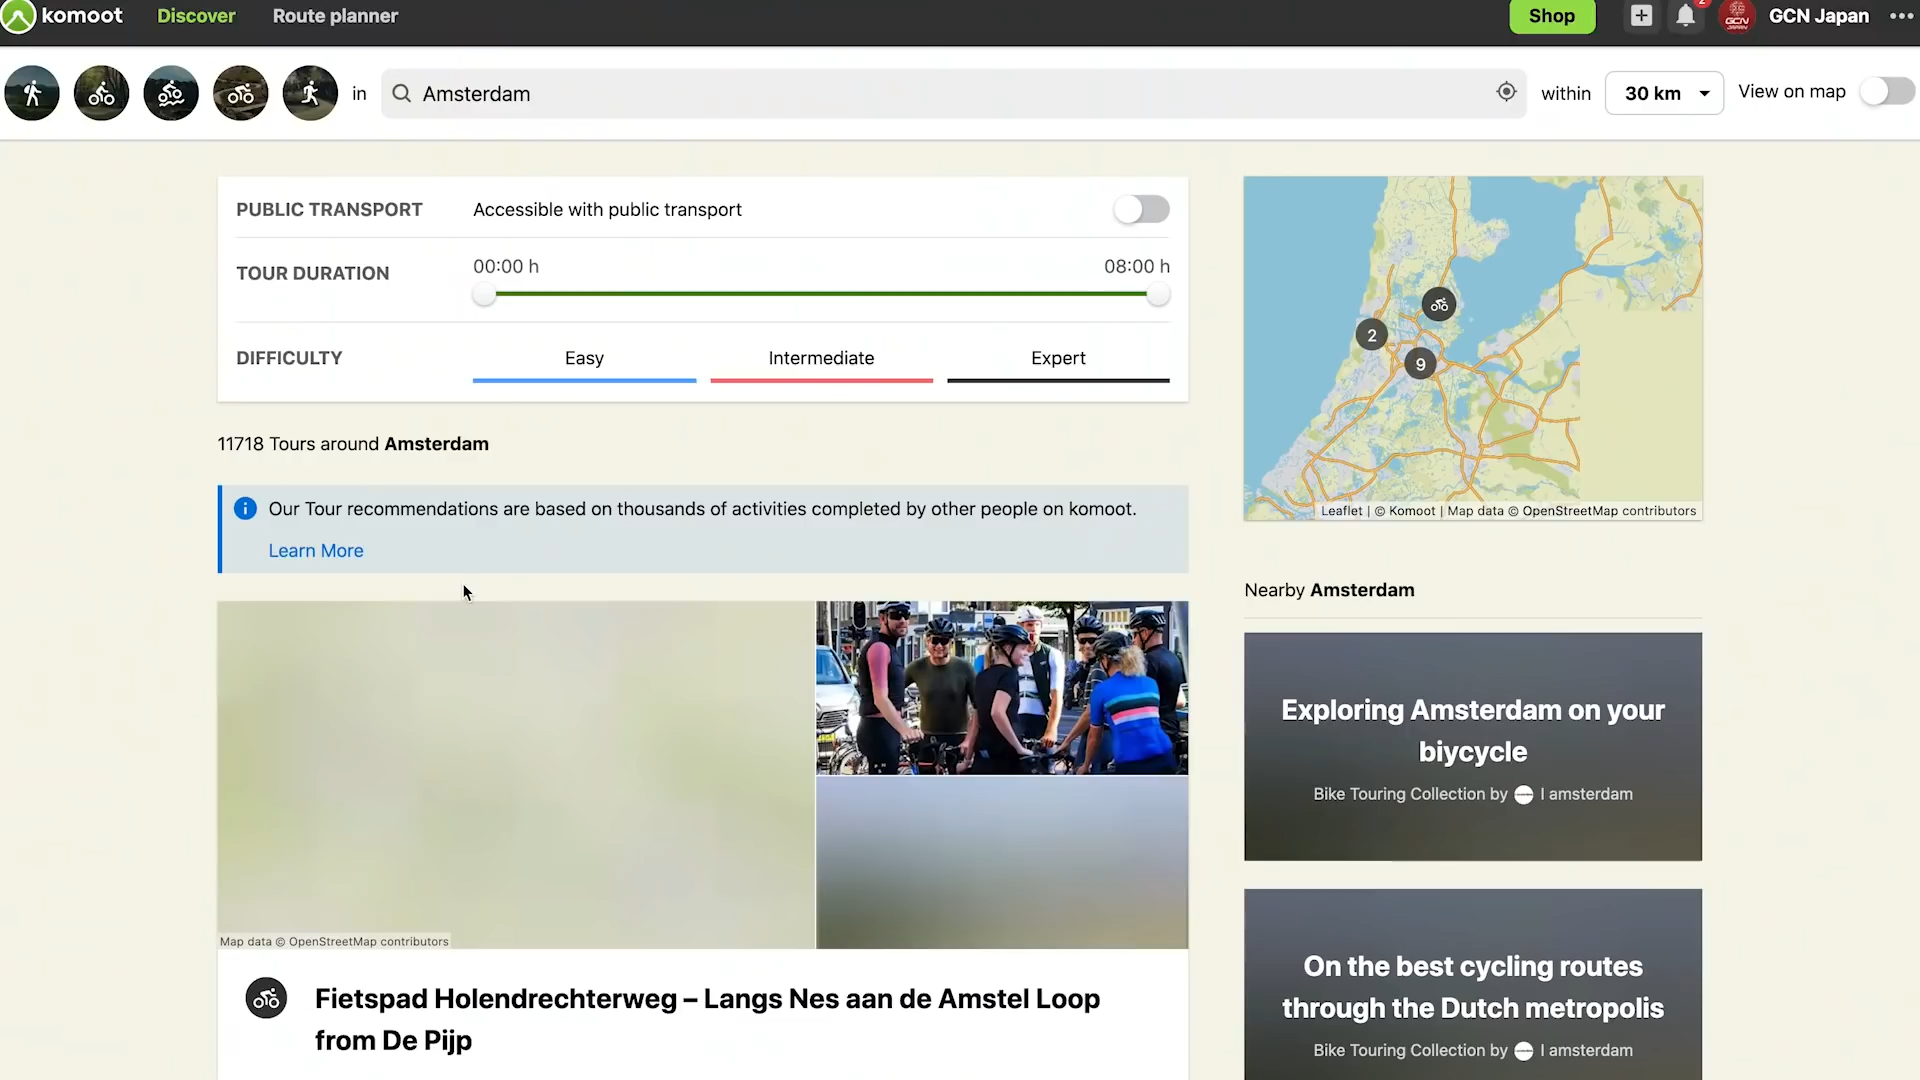 komoot Discover Route planner Shop 2 GCN Japan
in Amsterdam within 30 km View on map
PUBLIC TRANSPORT Accessible with public transport
TOUR DURATION 00:00 h 08:00 h
DIFFICULTY Easy Intermediate Expert
11718 Tours around Amsterdam
Our Tour recommendations are based on thousands of activities completed by other people on komoot.
Learn More
Map data © OpenStreetMap contributors
Fietspad Holendrechterweg – Langs Nes aan de Amstel Loop
from De Pijp
2
9
Leaflet | © Komoot | Map data © OpenStreetMap contributors
Nearby Amsterdam
Exploring Amsterdam on your
biycycle
Bike Touring Collection by I amsterdam
On the best cycling routes
through the Dutch metropolis
Bike Touring Collection by I amsterdam